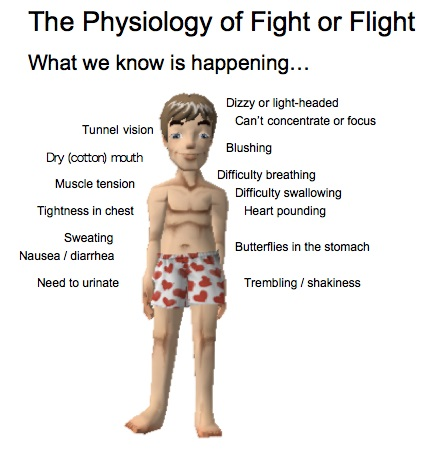 The Physiology of Fight or Flight
What we know is happening…
Dizzy or light-headed
Can't concentrate or focus
Tunnel vision
Blushing
Dry (cotton) mouth
Difficulty breathing
Muscle tension
Difficulty swallowing
Tightness in chest
Heart pounding
Sweating
Butterflies in the stomach
Nausea / diarrhea
Need to urinate
Trembling / shakiness